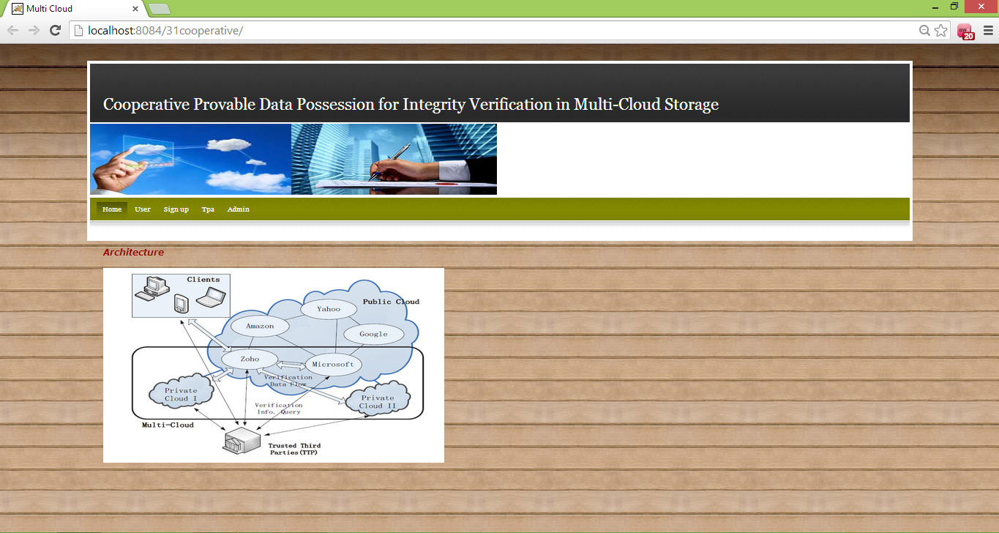 Multi Cloud
localhost:8084/31cooperative/
20
Cooperative Provable Data Possession for Integrity Verification in Multi-Cloud Storage
Home User Sign up Tpa Admin
Architecture
Clients
Public Cloud
Yahoo
Amazon
Google
Zoho
Microsoft
Verification
Data Flow
Private
Cloud I
Private
Cloud II
Verification
Info. Query
Multi-Cloud
Trusted Third
Parties(TTP)